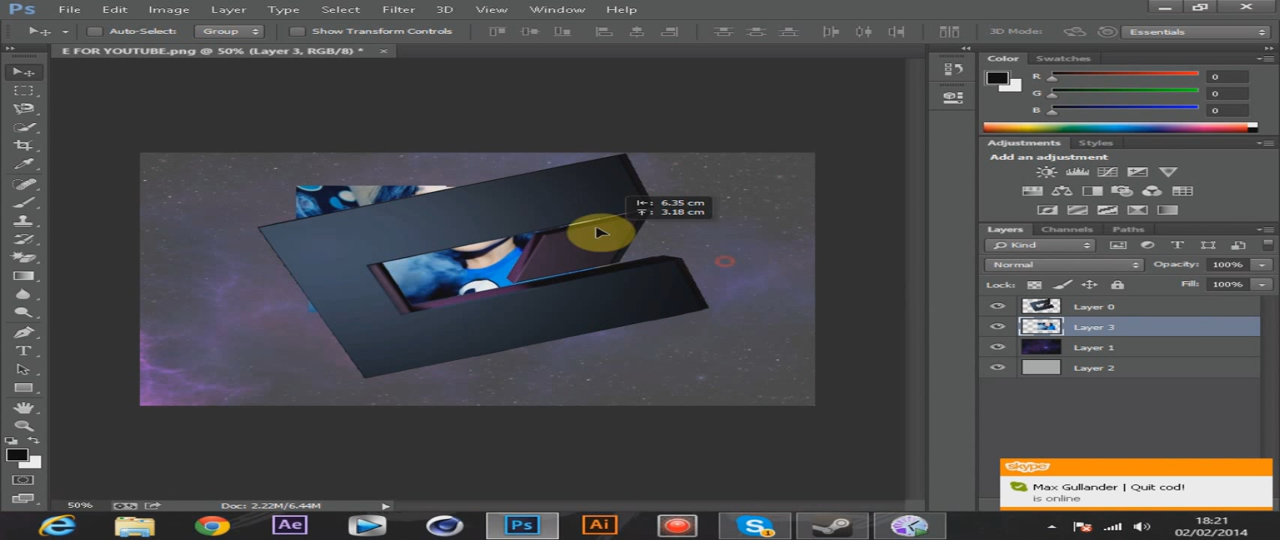 Ps File Edit Image Layer Type Select Filter 3D View Window Help
Auto-Select: Group Show Transform Controls 3D Mode: Essentials
E FOR YOUTUBE.png @ 50% (Layer 3, RGB/8) * ×
Color Swatches
R 0
G 0
B 0
Adjustments Styles
Add an adjustment
6.35 cm
3.18 cm
Layers Channels Paths
Kind
Normal Opacity: 100%
Lock: Fill: 100%
Layer 0
Layer 3
Layer 1
Layer 2
skype
Max Gullander | Quit cod!
is online
50% Doc: 2.22M/6.44M
Ae Ps Ai 1
18:21
02/02/2014